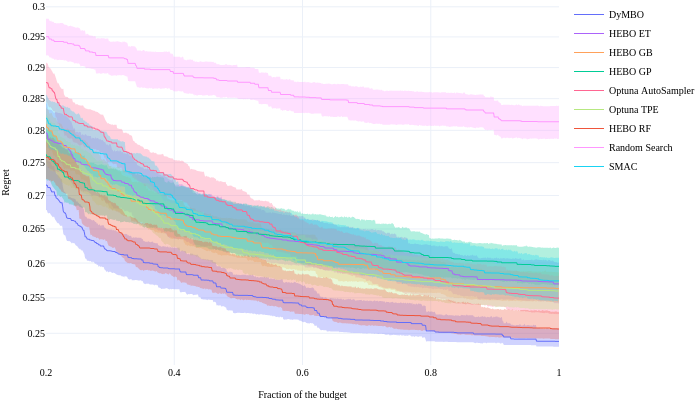 0.3
0.295
0.29
0.285
0.28
0.275
0.27
0.265
0.26
0.255
0.25
Regret
0.2
0.4
0.6
0.8
1
Fraction of the budget
DyMBO
HEBO ET
HEBO GB
HEBO GP
Optuna AutoSampler
Optuna TPE
HEBO RF
Random Search
SMAC